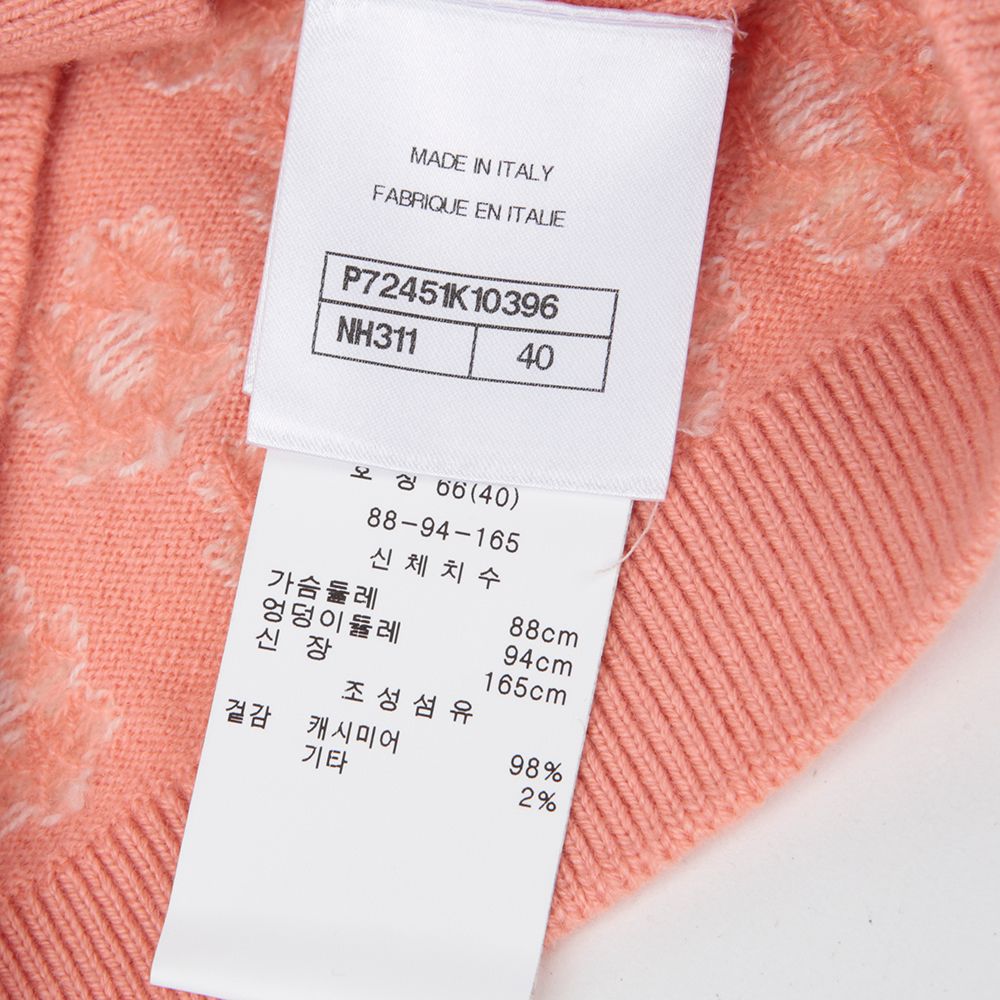 MADE IN ITALY
FABRIQUE EN ITALIE
P72451K10396
NH311 40
호 칭 66(40)
88-94-165
신 체 치 수
가슴둘레 88cm
엉덩이둘레 94cm
신 장 165cm
조 성 섬 유
겉감 캐시미어 98%
기타 2%